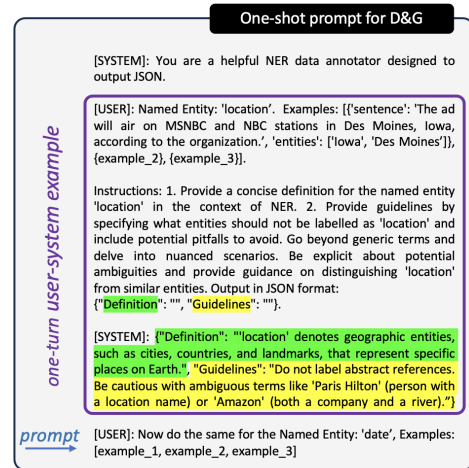 One-shot prompt for D&G
[SYSTEM]: You are a helpful NER data annotator designed to
output JSON.
one-turn user-system example
[USER]: Named Entity: 'location'. Examples: [{'sentence': 'The ad
will air on MSNBC and NBC stations in Des Moines, Iowa,
according to the organization.', 'entities': ['Iowa', 'Des Moines']},
{example_2}, {example_3}].
Instructions: 1. Provide a concise definition for the named entity
'location' in the context of NER. 2. Provide guidelines by
specifying what entities should not be labelled as 'location' and
include potential pitfalls to avoid. Go beyond generic terms and
delve into nuanced scenarios. Be explicit about potential
ambiguities and provide guidance on distinguishing 'location'
from similar entities. Output in JSON format:
{"Definition": "", "Guidelines": ""}.
[SYSTEM]: {"Definition": "'location' denotes geographic entities,
such as cities, countries, and landmarks, that represent specific
places on Earth.", "Guidelines": "Do not label abstract references.
Be cautious with ambiguous terms like 'Paris Hilton' (person with
a location name) or 'Amazon' (both a company and a river)."}
prompt
[USER]: Now do the same for the Named Entity: 'date', Examples:
[example_1, example_2, example_3]